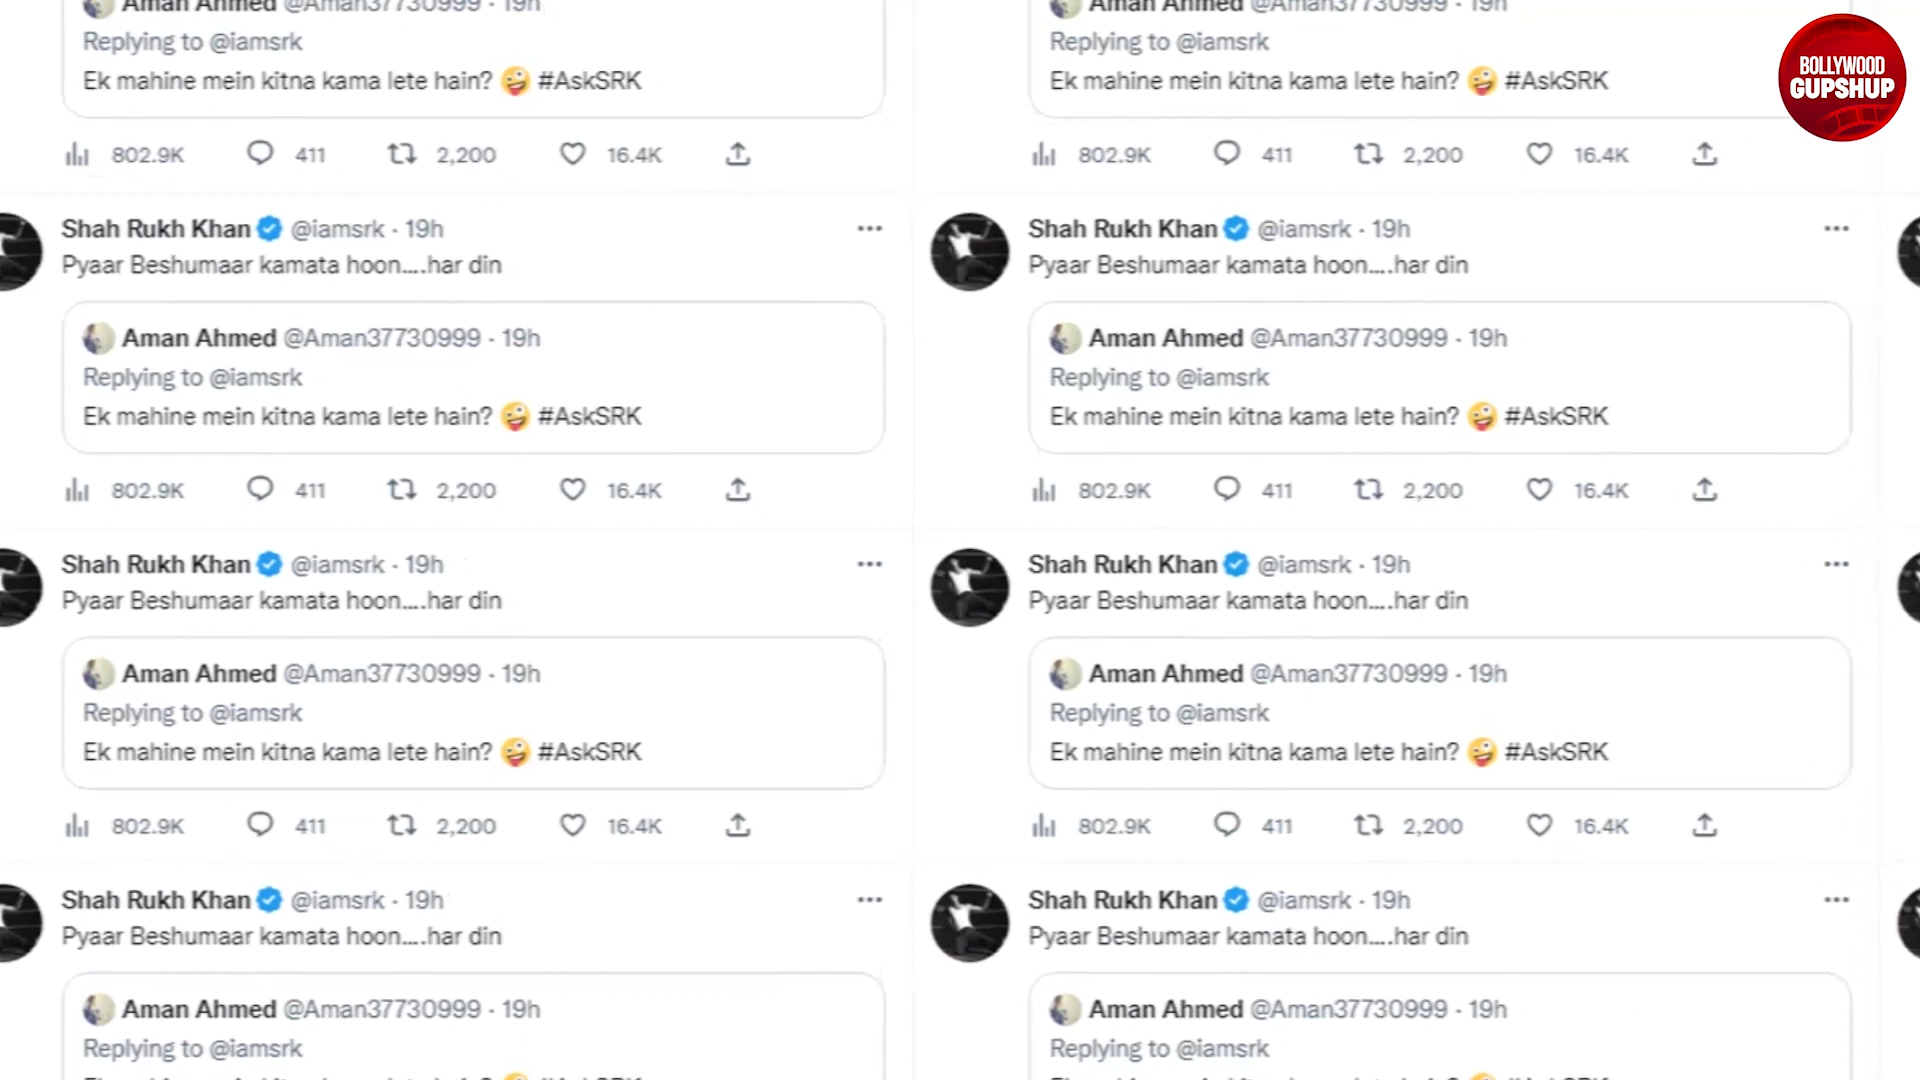 Aman Ahmed @Aman37730999 · 19h
Replying to @iamsrk
Ek mahine mein kitna kama lete hain? 🤪 #AskSRK
802.9K 411 2,200 16.4K
Aman Ahmed @Aman37730999 · 19h
Replying to @iamsrk
Ek mahine mein kitna kama lete hain? 🤪 #AskSRK
802.9K 411 2,200 16.4K
BOLLYWOOD
GUPSHUP
Shah Rukh Khan @iamsrk · 19h
Pyaar Beshumaar kamata hoon....har din
Aman Ahmed @Aman37730999 · 19h
Replying to @iamsrk
Ek mahine mein kitna kama lete hain? 🤪 #AskSRK
802.9K 411 2,200 16.4K
Shah Rukh Khan @iamsrk · 19h
Pyaar Beshumaar kamata hoon....har din
Aman Ahmed @Aman37730999 · 19h
Replying to @iamsrk
Ek mahine mein kitna kama lete hain? 🤪 #AskSRK
802.9K 411 2,200 16.4K
Shah Rukh Khan @iamsrk · 19h
Pyaar Beshumaar kamata hoon....har din
Aman Ahmed @Aman37730999 · 19h
Replying to @iamsrk
Ek mahine mein kitna kama lete hain? 🤪 #AskSRK
802.9K 411 2,200 16.4K
Shah Rukh Khan @iamsrk · 19h
Pyaar Beshumaar kamata hoon....har din
Aman Ahmed @Aman37730999 · 19h
Replying to @iamsrk
Ek mahine mein kitna kama lete hain? 🤪 #AskSRK
802.9K 411 2,200 16.4K
Shah Rukh Khan @iamsrk · 19h
Pyaar Beshumaar kamata hoon....har din
Aman Ahmed @Aman37730999 · 19h
Replying to @iamsrk
Shah Rukh Khan @iamsrk · 19h
Pyaar Beshumaar kamata hoon....har din
Aman Ahmed @Aman37730999 · 19h
Replying to @iamsrk